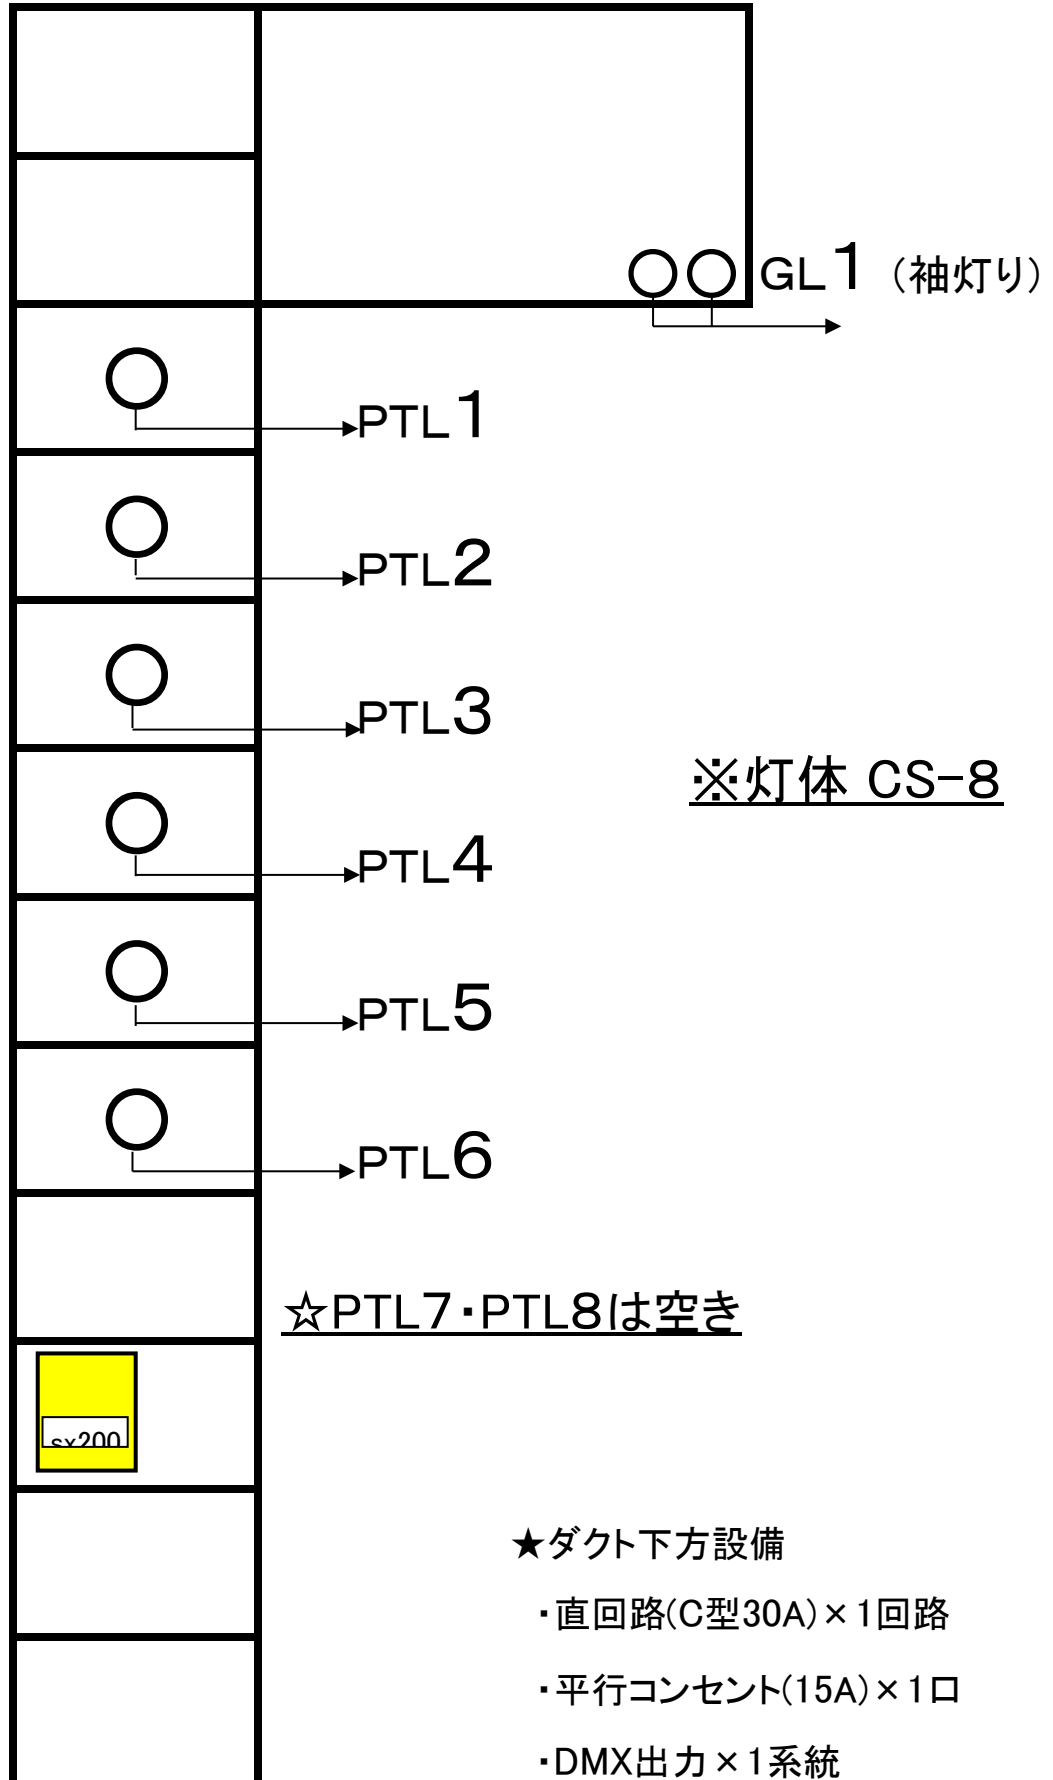 GL1 (袖灯り)
PTL1
PTL2
PTL3
※灯体 CS-8
PTL4
PTL5
PTL6
☆PTL7・PTL8は空き
sx200
★ダクト下方設備
・直回路(C型30A)×1回路
・平行コンセント(15A)×1口
・DMX出力×1系統